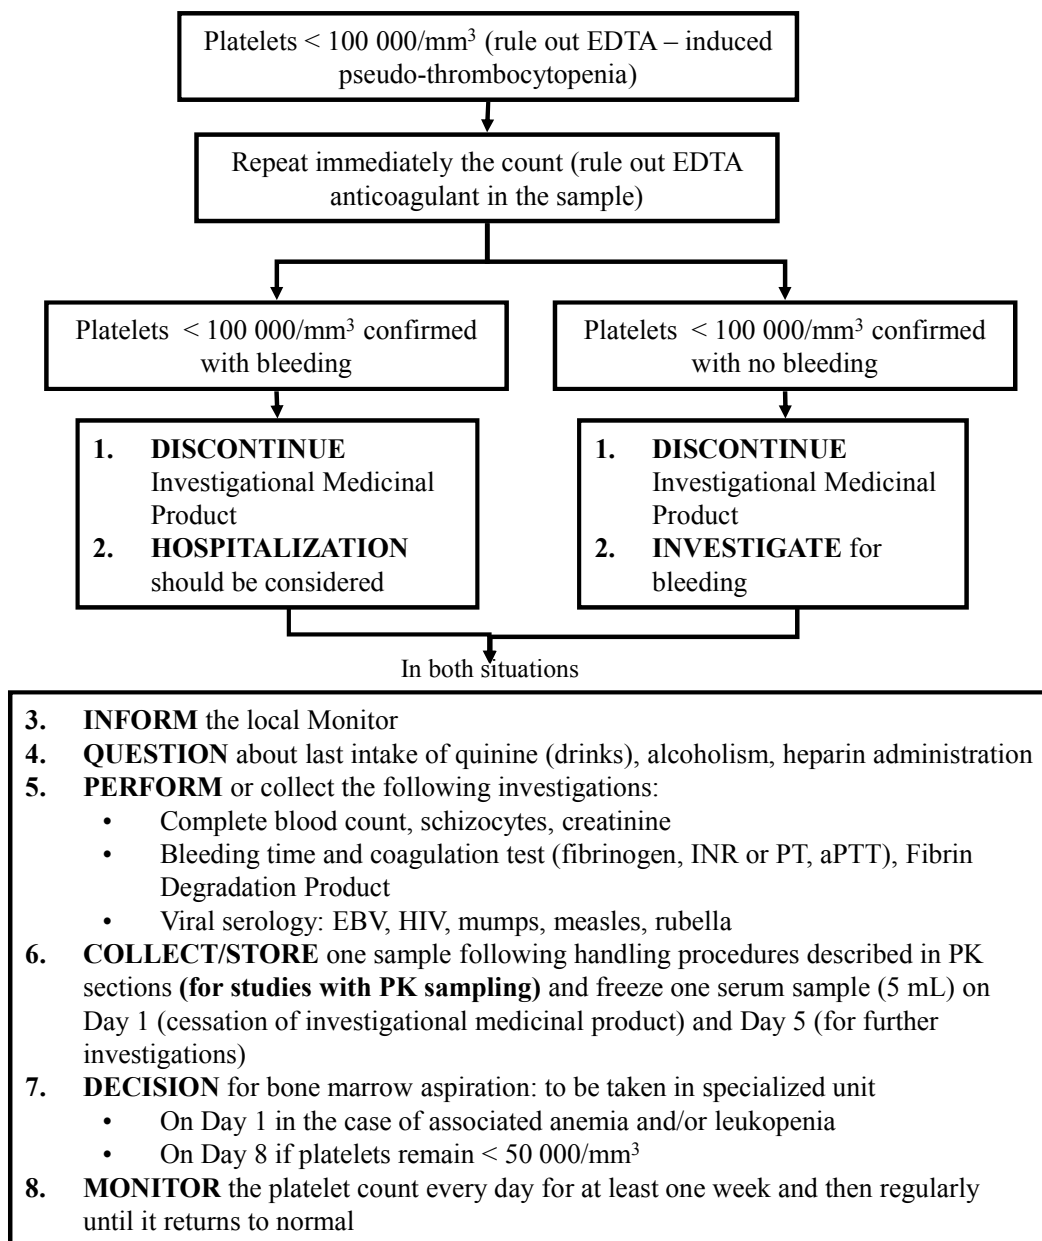 Platelets < 100 000/mm³ (rule out EDTA – induced
pseudo-thrombocytopenia)
Repeat immediately the count (rule out EDTA
anticoagulant in the sample)
Platelets < 100 000/mm³ confirmed
with bleeding
Platelets < 100 000/mm³ confirmed
with no bleeding
1. DISCONTINUE
Investigational Medicinal
Product
2. HOSPITALIZATION
should be considered
1. DISCONTINUE
Investigational Medicinal
Product
2. INVESTIGATE for
bleeding
In both situations
3. INFORM the local Monitor
4. QUESTION about last intake of quinine (drinks), alcoholism, heparin administration
5. PERFORM or collect the following investigations:
• Complete blood count, schizocytes, creatinine
• Bleeding time and coagulation test (fibrinogen, INR or PT, aPTT), Fibrin
Degradation Product
• Viral serology: EBV, HIV, mumps, measles, rubella
6. COLLECT/STORE one sample following handling procedures described in PK
sections (for studies with PK sampling) and freeze one serum sample (5 mL) on
Day 1 (cessation of investigational medicinal product) and Day 5 (for further
investigations)
7. DECISION for bone marrow aspiration: to be taken in specialized unit
• On Day 1 in the case of associated anemia and/or leukopenia
• On Day 8 if platelets remain < 50 000/mm³
8. MONITOR the platelet count every day for at least one week and then regularly
until it returns to normal